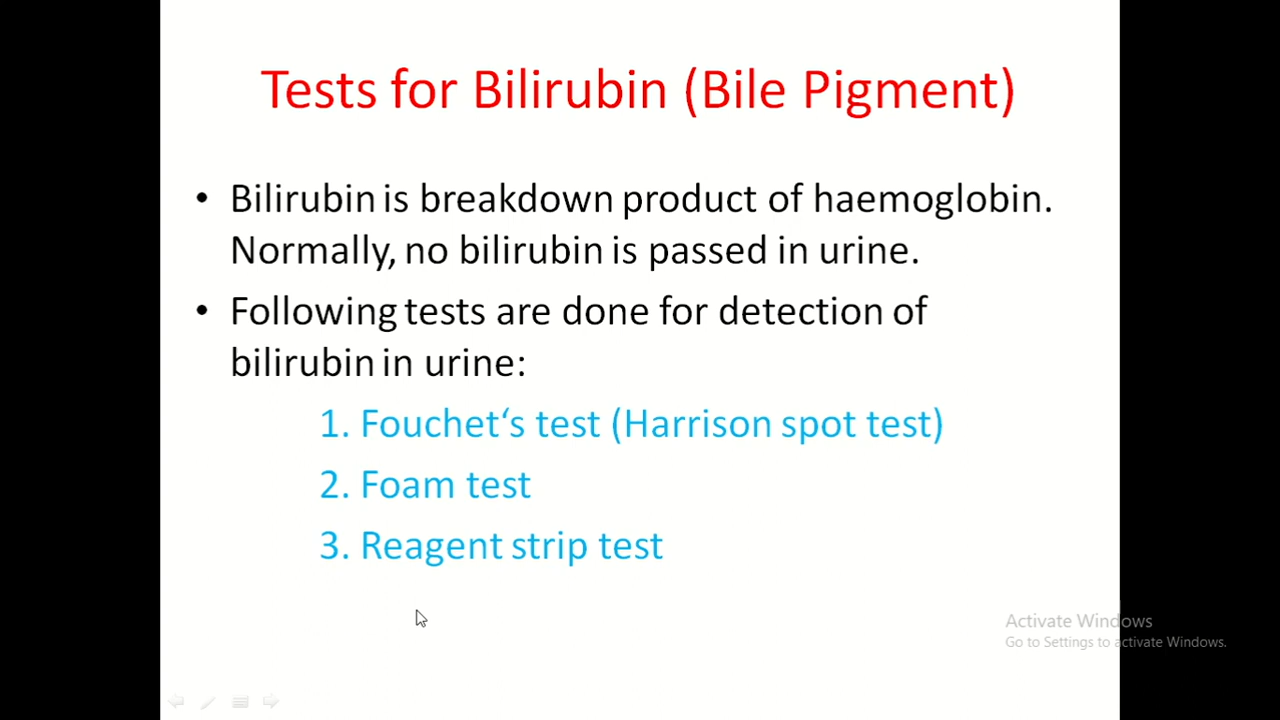 Tests for Bilirubin (Bile Pigment)
• Bilirubin is breakdown product of haemoglobin.
Normally, no bilirubin is passed in urine.
• Following tests are done for detection of
bilirubin in urine:
1. Fouchet‘s test (Harrison spot test)
2. Foam test
3. Reagent strip test
Activate Windows
Go to Settings to activate Windows.